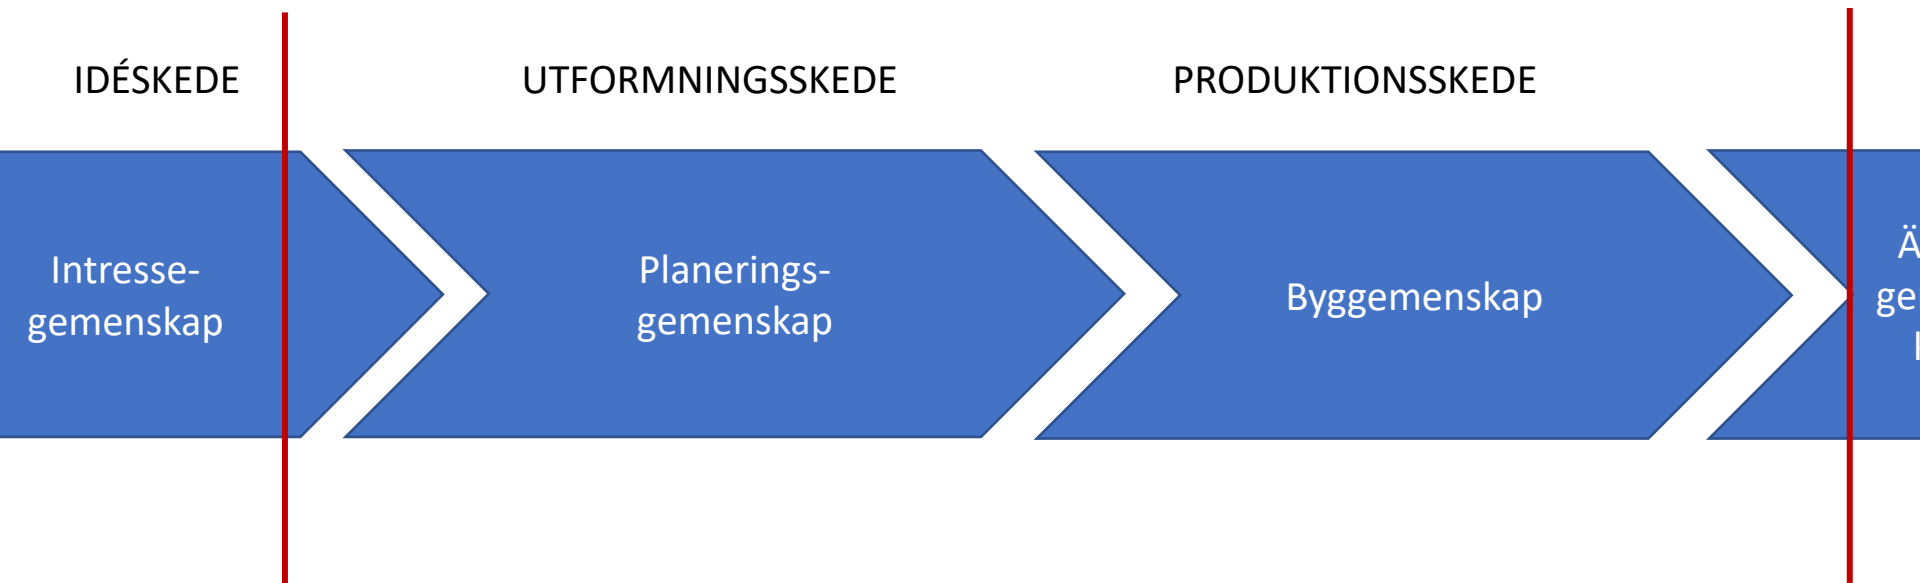 IDÉSKEDE
UTFORMNINGSSKEDE
PRODUKTIONSSKEDE
Intresse-
gemenskap
Planerings-
gemenskap
Byggemenskap